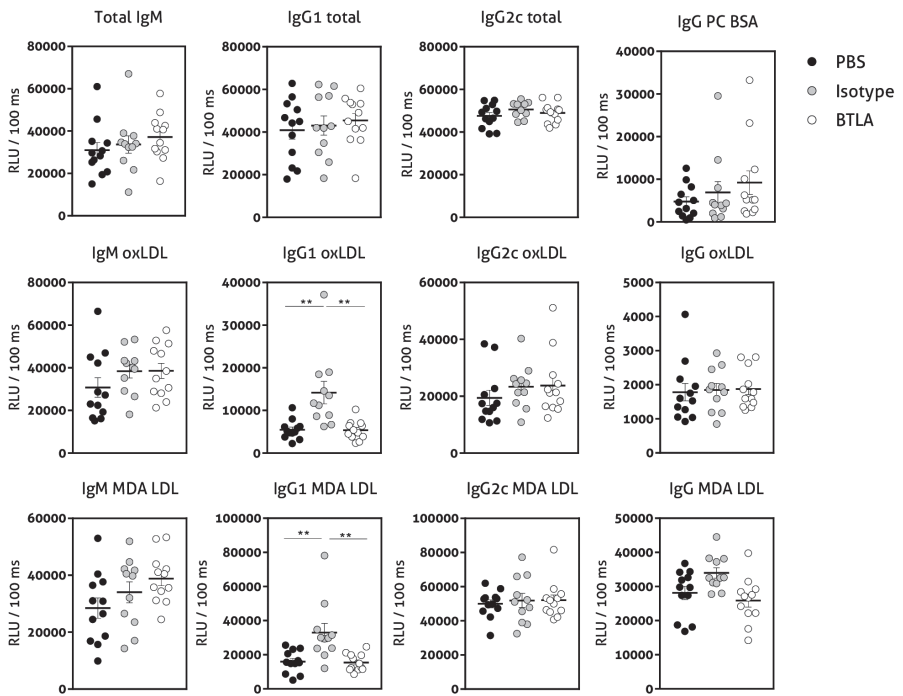 Total IgM
IgG1 total
IgG2c total
IgG PC BSA
RLU / 100 ms
80000
60000
40000
20000
0
RLU / 100 ms
80000
60000
40000
20000
0
RLU / 100 ms
80000
60000
40000
20000
0
RLU / 100 ms
40000
30000
20000
10000
0
PBS
Isotype
BTLA
IgM oxLDL
IgG1 oxLDL
IgG2c oxLDL
IgG oxLDL
RLU / 100 ms
80000
60000
40000
20000
0
RLU / 100 ms
40000
30000
20000
10000
0
** **
RLU / 100 ms
60000
40000
20000
0
RLU / 100 ms
5000
4000
3000
2000
1000
0
IgM MDA LDL
IgG1 MDA LDL
IgG2c MDA LDL
IgG MDA LDL
RLU / 100 ms
60000
40000
20000
0
RLU / 100 ms
100000
80000
60000
40000
20000
0
** **
RLU / 100 ms
100000
80000
60000
40000
20000
0
RLU / 100 ms
50000
40000
30000
20000
10000
0